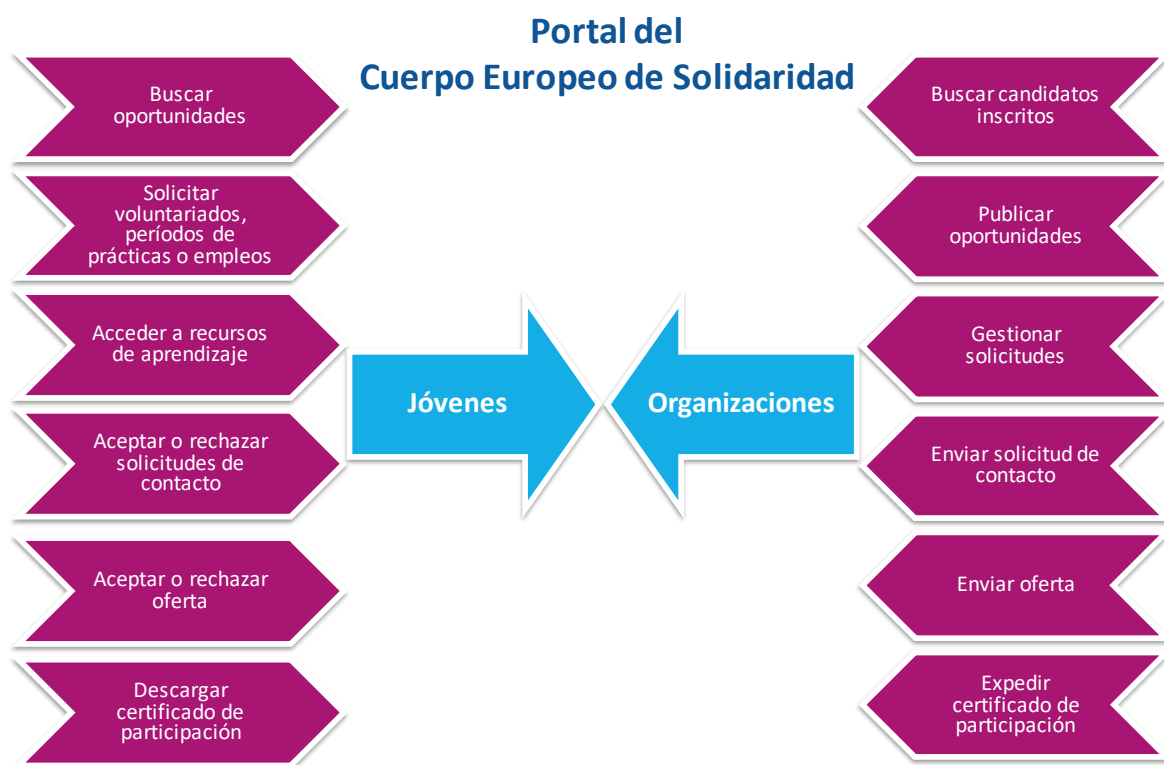 Portal del
Cuerpo Europeo de Solidaridad
Buscar
oportunidades
Solicitar
voluntariados,
períodos de
prácticas o empleos
Acceder a recursos
de aprendizaje
Aceptar o rechazar
solicitudes de
contacto
Aceptar o rechazar
oferta
Descargar
certificado de
participación
Jóvenes
Organizaciones
Buscar candidatos
inscritos
Publicar
oportunidades
Gestionar
solicitudes
Enviar solicitud de
contacto
Enviar oferta
Expedir
certificado de
participación